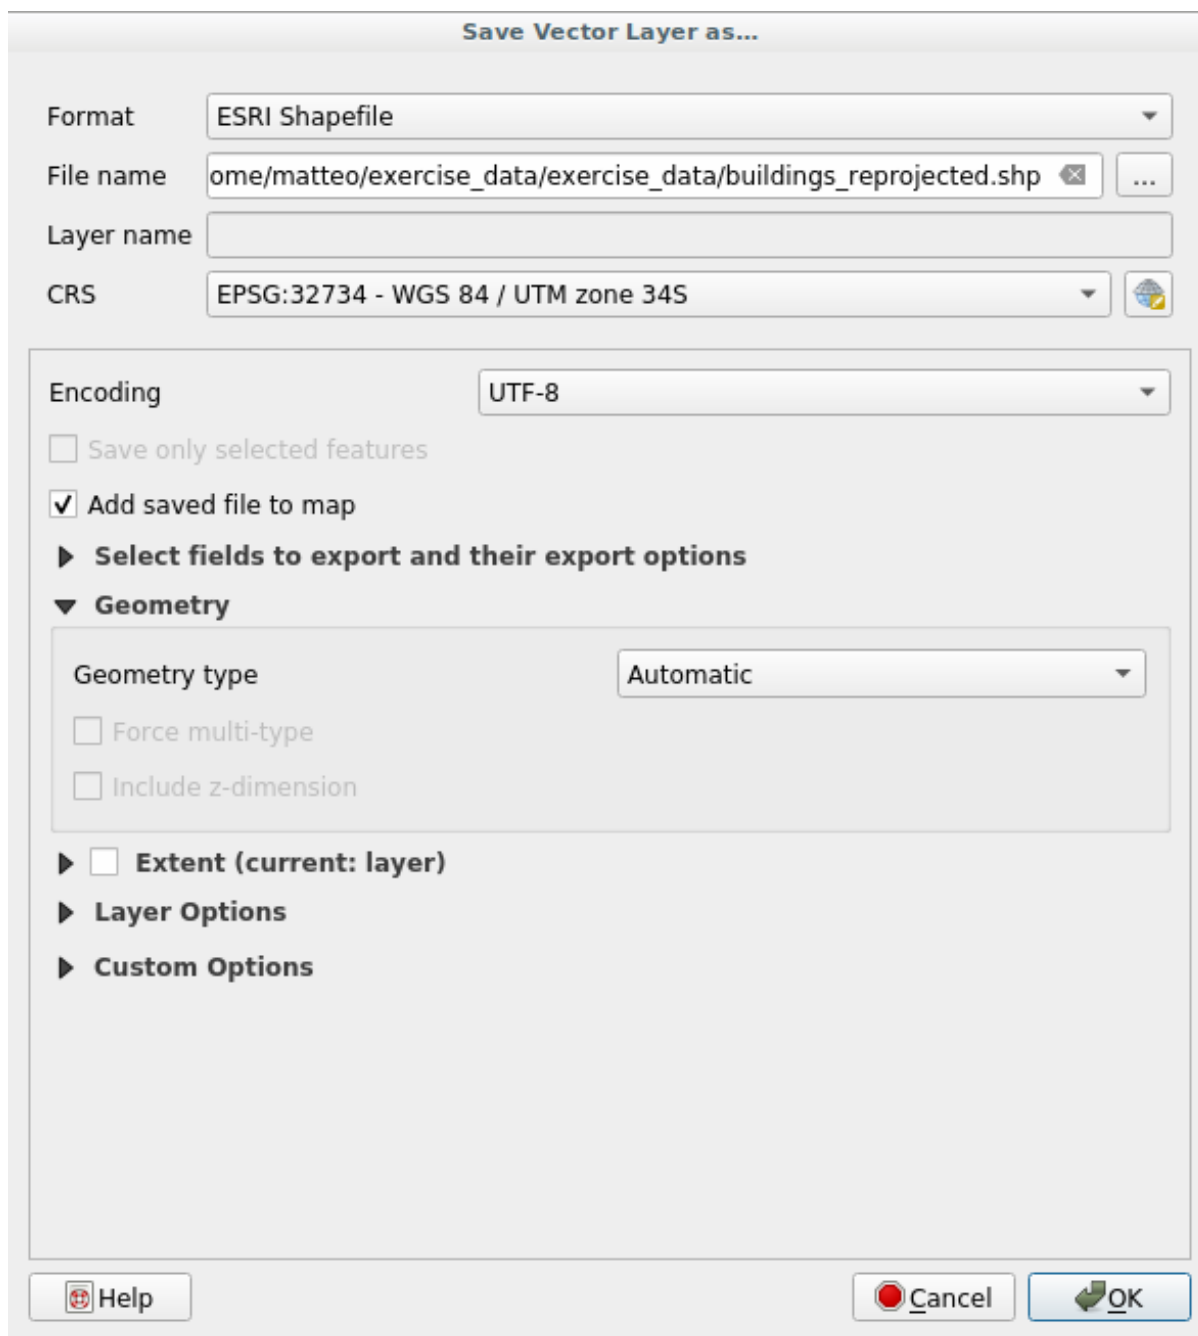 Save Vector Layer as...
Format ESRI Shapefile
File name ome/matteo/exercise_data/exercise_data/buildings_reprojected.shp ...
Layer name
CRS EPSG:32734 - WGS 84 / UTM zone 34S
Encoding UTF-8
Save only selected features
Add saved file to map
Select fields to export and their export options
Geometry
Geometry type Automatic
Force multi-type
Include z-dimension
Extent (current: layer)
Layer Options
Custom Options
Help Cancel OK